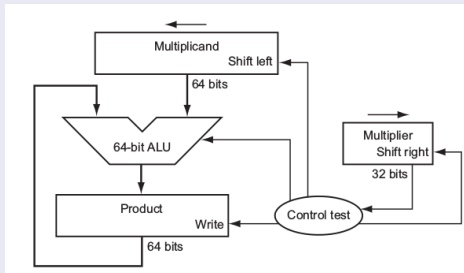 Multiplicand
Shift left
64 bits
64-bit ALU
Multiplier
Shift right
32 bits
Product
Write
Control test
64 bits